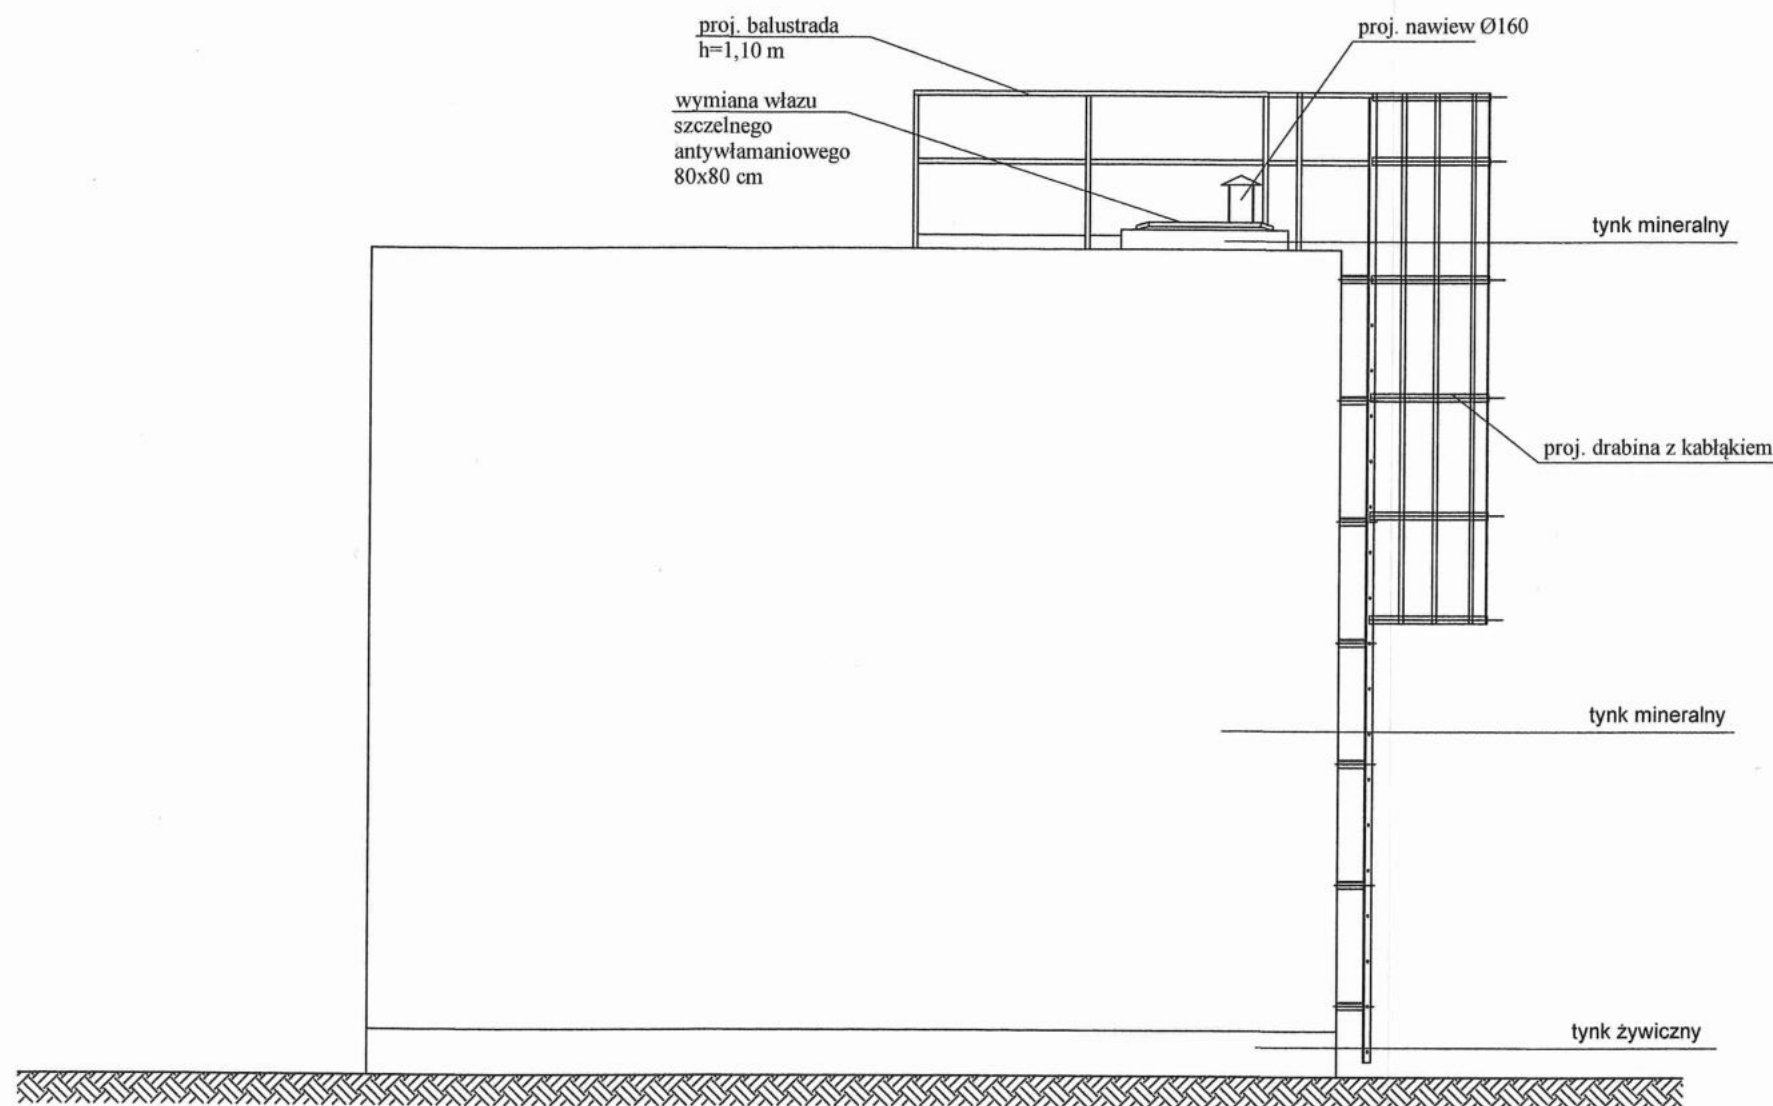 proj. balustrada
h=1,10 m
proj. nawiew Ø160
wymiana włazu
szczelnego
antywłamaniowego
80x80 cm
tynk mineralny
proj. drabina z kabłąkiem
tynk mineralny
tynk żywiczny